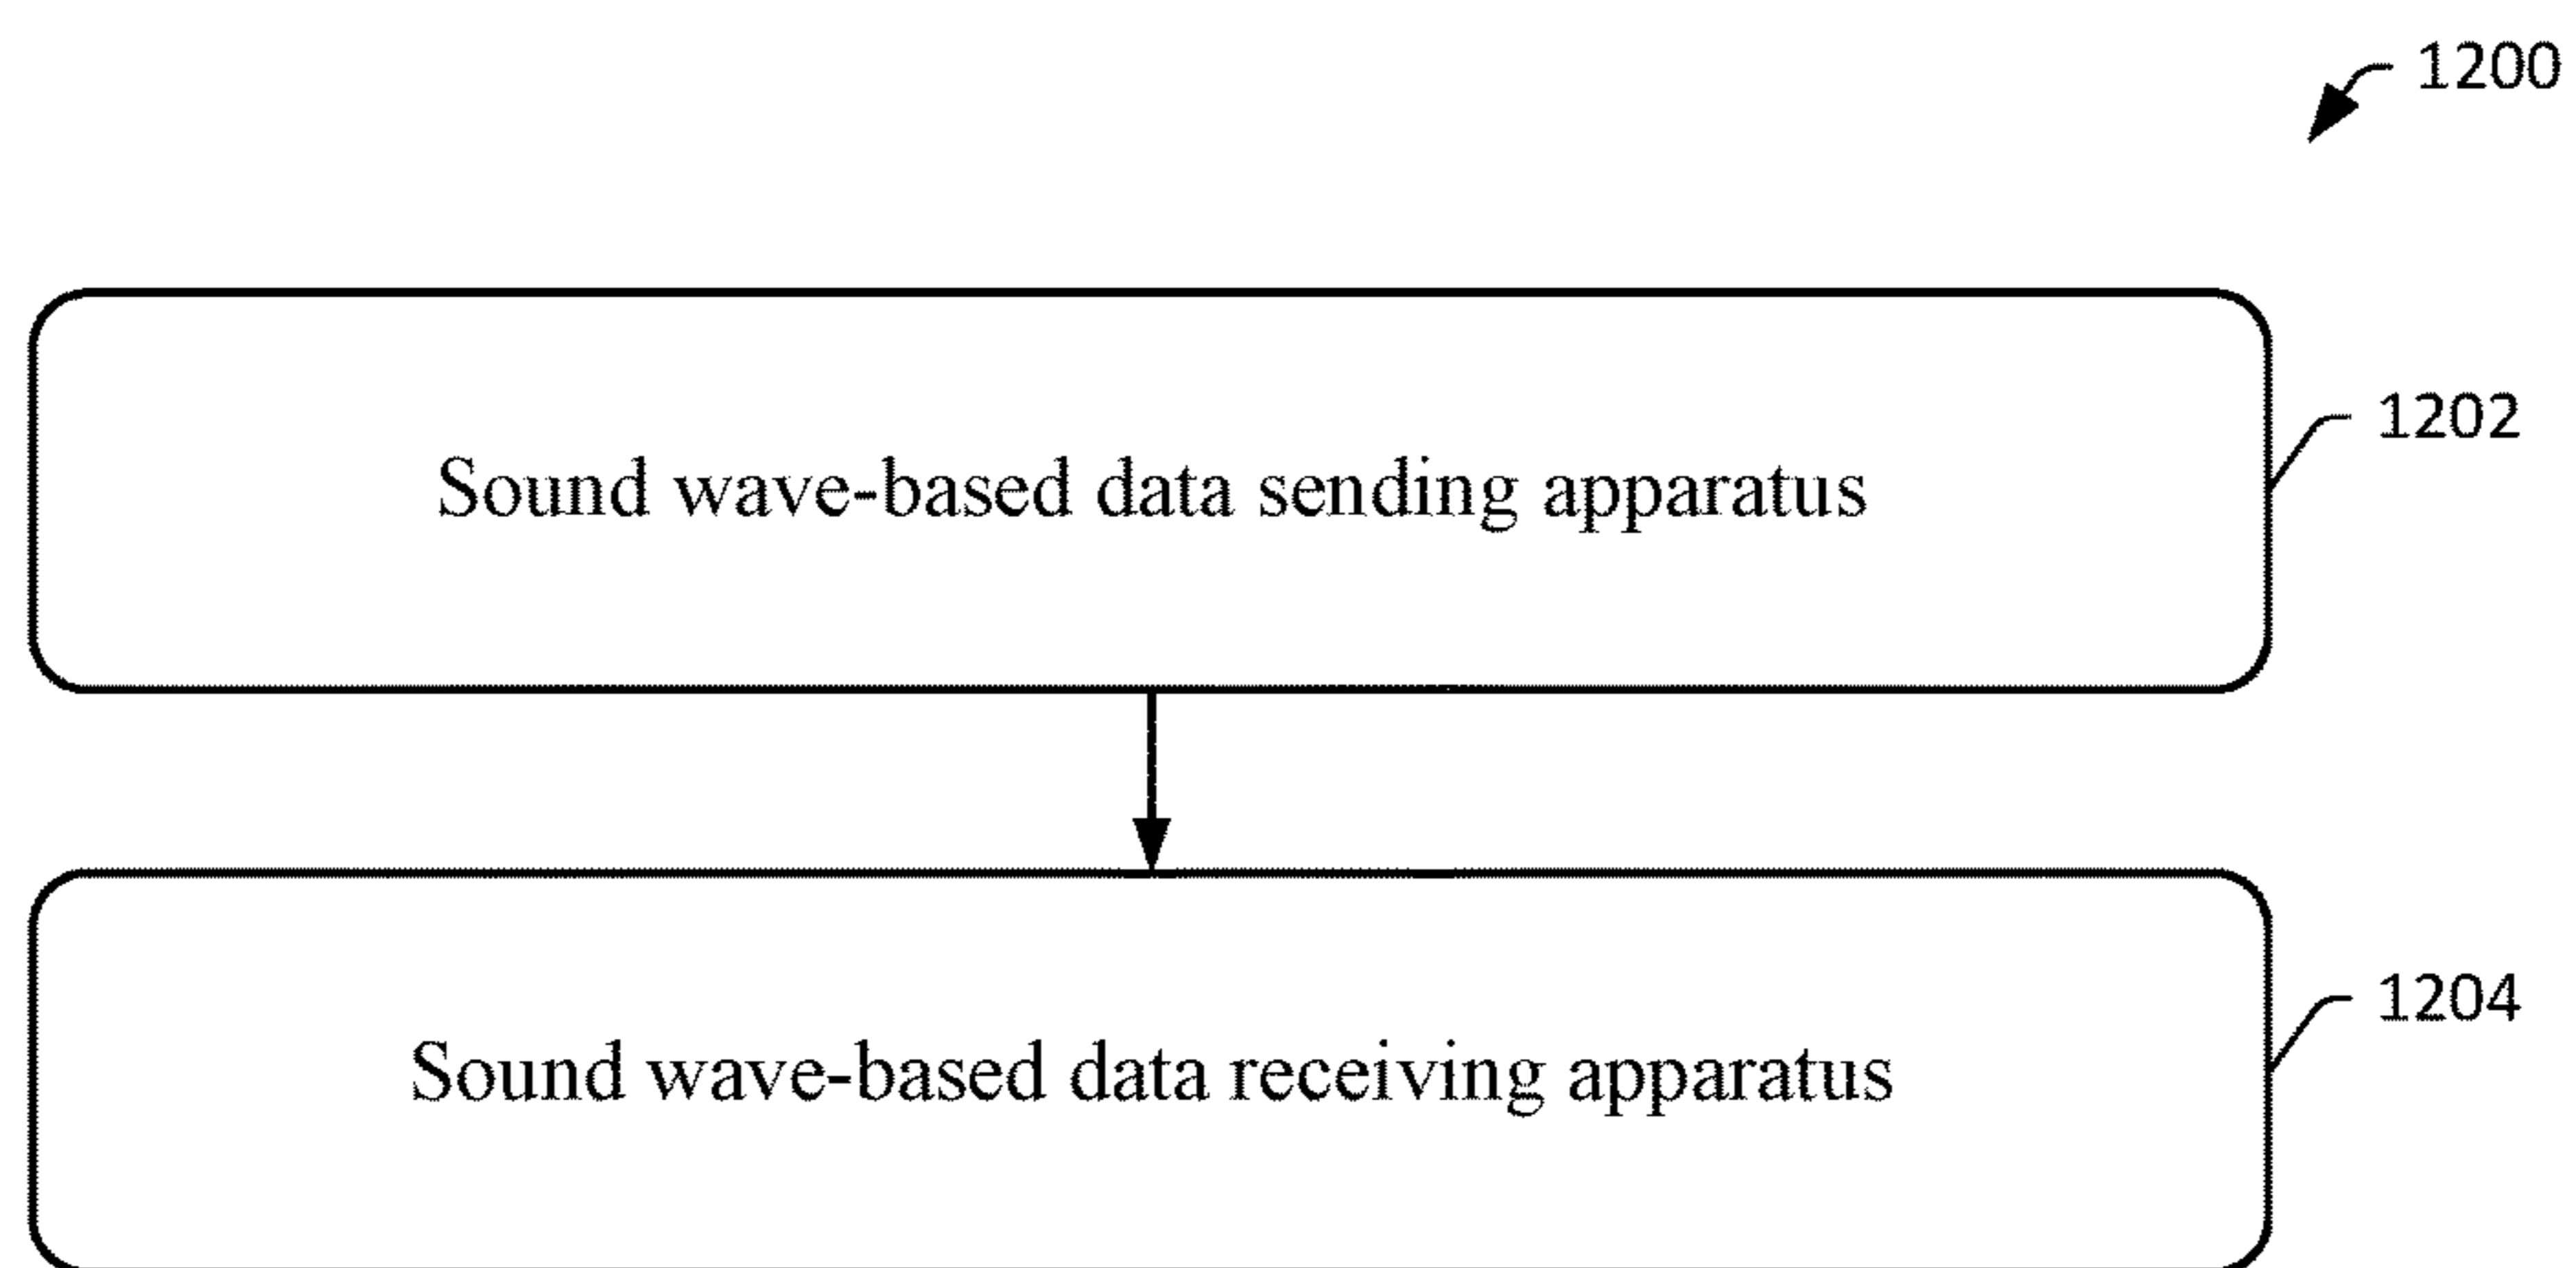 1200
Sound wave-based data sending apparatus
1202
Sound wave-based data receiving apparatus
1204